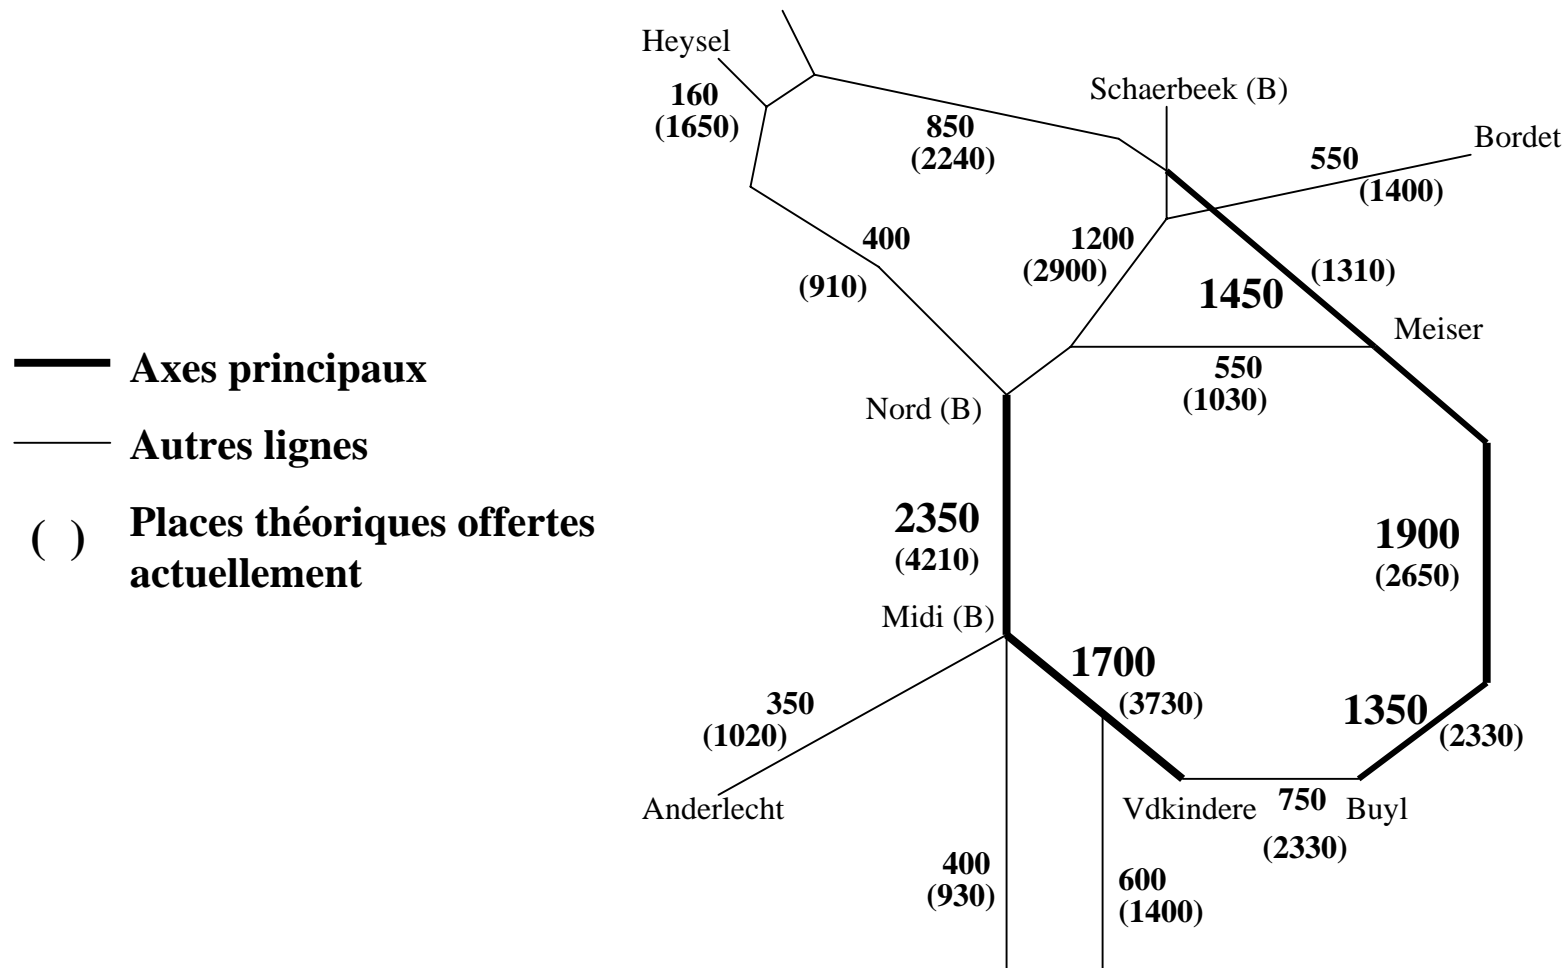 Heysel
160
(1650)
Schaerbeek (B)
850
(2240)
Bordet
550
(1400)
400
(910)
1200
(2900)
(1310)
1450
Meiser
550
(1030)
Nord (B)
Axes principaux
Autres lignes
( ) Places théoriques offertes
actuellement
2350
(4210)
1900
(2650)
Midi (B)
1700
(3730)
350
(1020)
1350
(2330)
Anderlecht
Vdkindere
750
(2330)
Buyl
400
(930)
600
(1400)